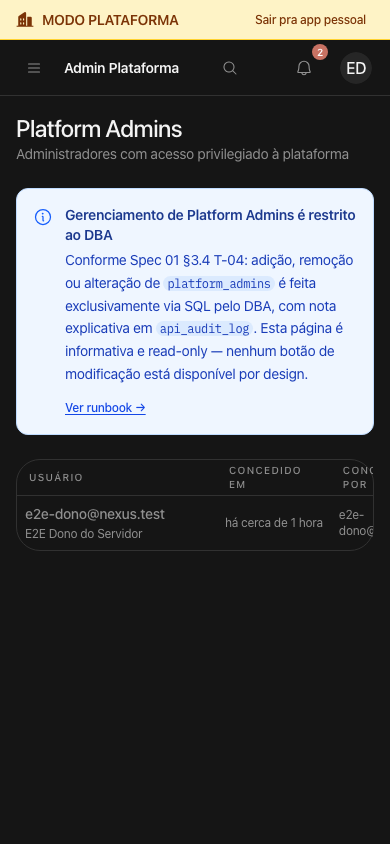 MODO PLATAFORMA
Sair pra app pessoal
Admin Plataforma
2
ED
Platform Admins
Administradores com acesso privilegiado à plataforma
Gerenciamento de Platform Admins é restrito
ao DBA
Conforme Spec 01 §3.4 T-04: adição, remoção
ou alteração de platform_admins é feita
exclusivamente via SQL pelo DBA, com nota
explicativa em api_audit_log . Esta página é
informativa e read-only — nenhum botão de
modificação está disponível por design.
Ver runbook →
USUÁRIO
CONCEDIDO
EM
CONC
POR
e2e-dono@nexus.test
E2E Dono do Servidor
há cerca de 1 hora
e2e-
dono@